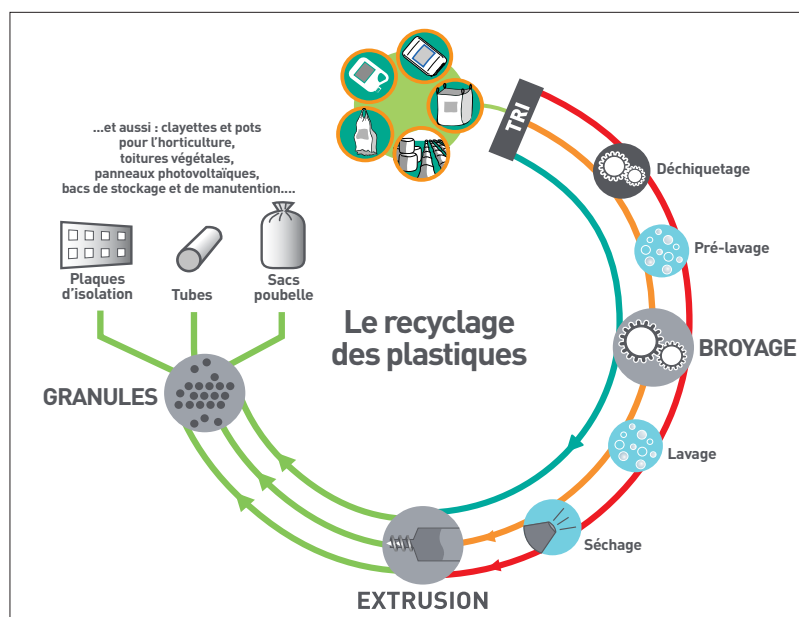 ...et aussi : clayettes et pots
pour l'horticulture,
toitures végétales,
panneaux photovoltaïques,
bacs de stockage et de manutention....
Plaques
d'isolation
Tubes
Sacs
poubelle
TRI
Déchiquetage
Pré-lavage
BROYAGE
Lavage
Séchage
EXTRUSION
GRANULES
Le recyclage
des plastiques